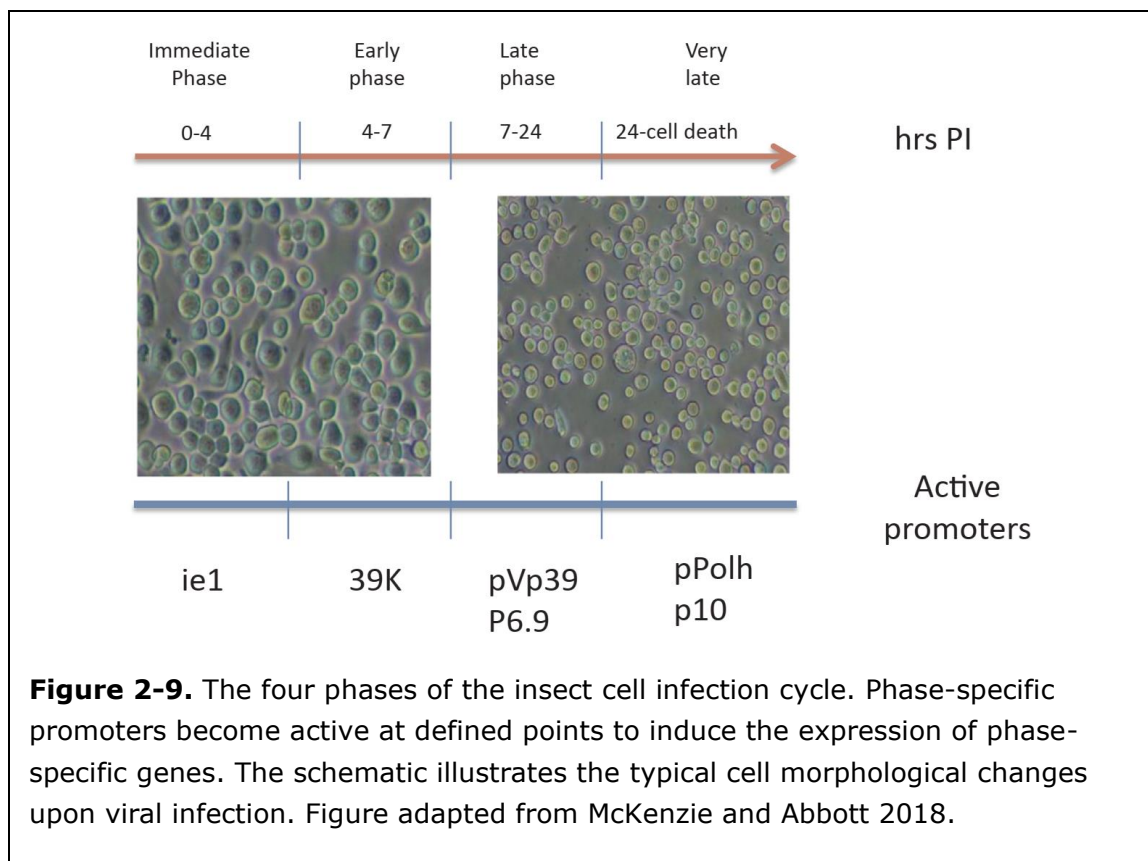 Immediate Phase
Early phase
Late phase
Very late
0-4
4-7
7-24
24-cell death
hrs PI
Active promoters
ie1
39K
pVp39
P6.9
pPolh
p10
Figure 2-9. The four phases of the insect cell infection cycle. Phase-specific
promoters become active at defined points to induce the expression of phase-
specific genes. The schematic illustrates the typical cell morphological changes
upon viral infection. Figure adapted from McKenzie and Abbott 2018.